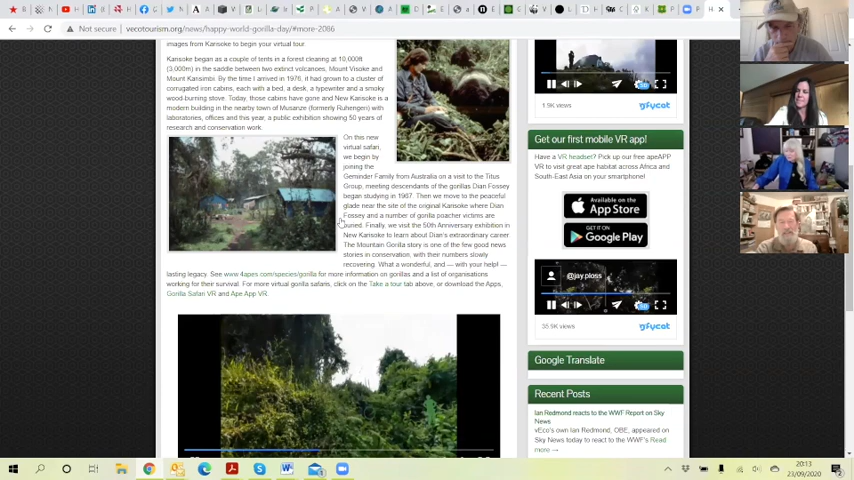 Not secure | vecotourism.org/news/happy-world-gorilla-day/#more-2086
images from Karisoke to begin your virtual tour.
Karisoke began as a couple of tents in a forest clearing at 10,000ft
(3,000m) in the saddle between two extinct volcanoes, Mount Visoke and
Mount Karisimbi. By the time I arrived in 1976, it had grown to a cluster of
corrugated iron cabins, each with a bed, a desk, a typewriter and a smoky
wood-burning stove. Today, those cabins have gone and New Karisoke is a
modern building in the nearby town of Musanze (formerly Ruhengeri) with
laboratories, offices and this year, a public exhibition showing 50 years of
research and conservation work.
On this new
virtual safari,
we begin by
joining the
Geminder Family from Australia on a visit to the Titus
Group, meeting descendants of the gorillas Dian Fossey
began studying in 1967. Then we move to the peaceful
glade near the site of the original Karisoke where Dian
Fossey and a number of gorilla poacher victims are
buried. Finally, we visit the 50th Anniversary exhibition in
New Karisoke to learn about Dian's extraordinary career.
The Mountain Gorilla story is one of the few good news
stories in conservation, with their numbers slowly
recovering. What a wonderful, and — with your help! —
lasting legacy. See www.4apes.com/species/gorilla for more information on gorillas and a list of organisations
working for their survival. For more virtual gorilla safaris, click on the Take a tour tab above, or download the Apps,
Gorilla Safari VR and Ape App VR.
1.9K views
gfycat
Get our first mobile VR app!
Have a VR headset? Pick up our free apeAPP
VR to visit great ape habitat across Africa and
South-East Asia on your smartphone!
Available on the
App Store
GET IT ON
Google Play
@jay.ploss
35.9K views
gfycat
Google Translate
Recent Posts
Ian Redmond reacts to the WWF Report on Sky
News
vEco's own Ian Redmond, OBE, appeared on
Sky News today to react to the WWF's Read
more →
20:13
23/09/2020